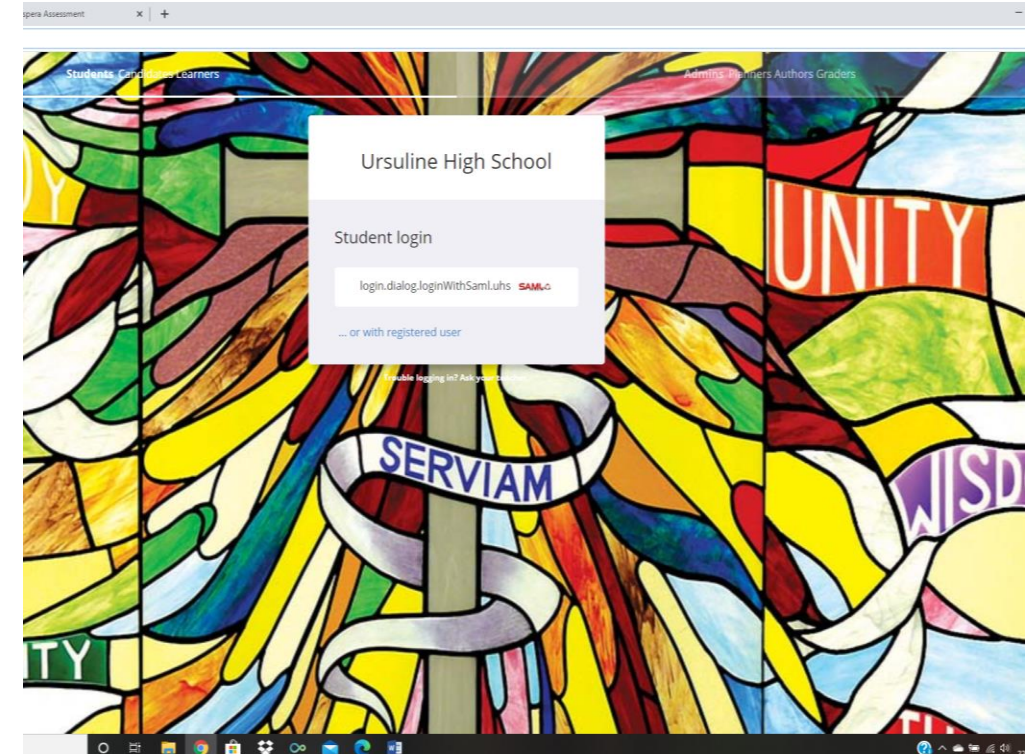 spera Assessment
Students Candidates Learners
Admins Planners Authors Graders
Ursuline High School
Student login
login.dialog.loginWithSaml.uhs SAML
... or with registered user
Trouble logging in? Ask your
UNITY
SERVIAM
WISD
TY